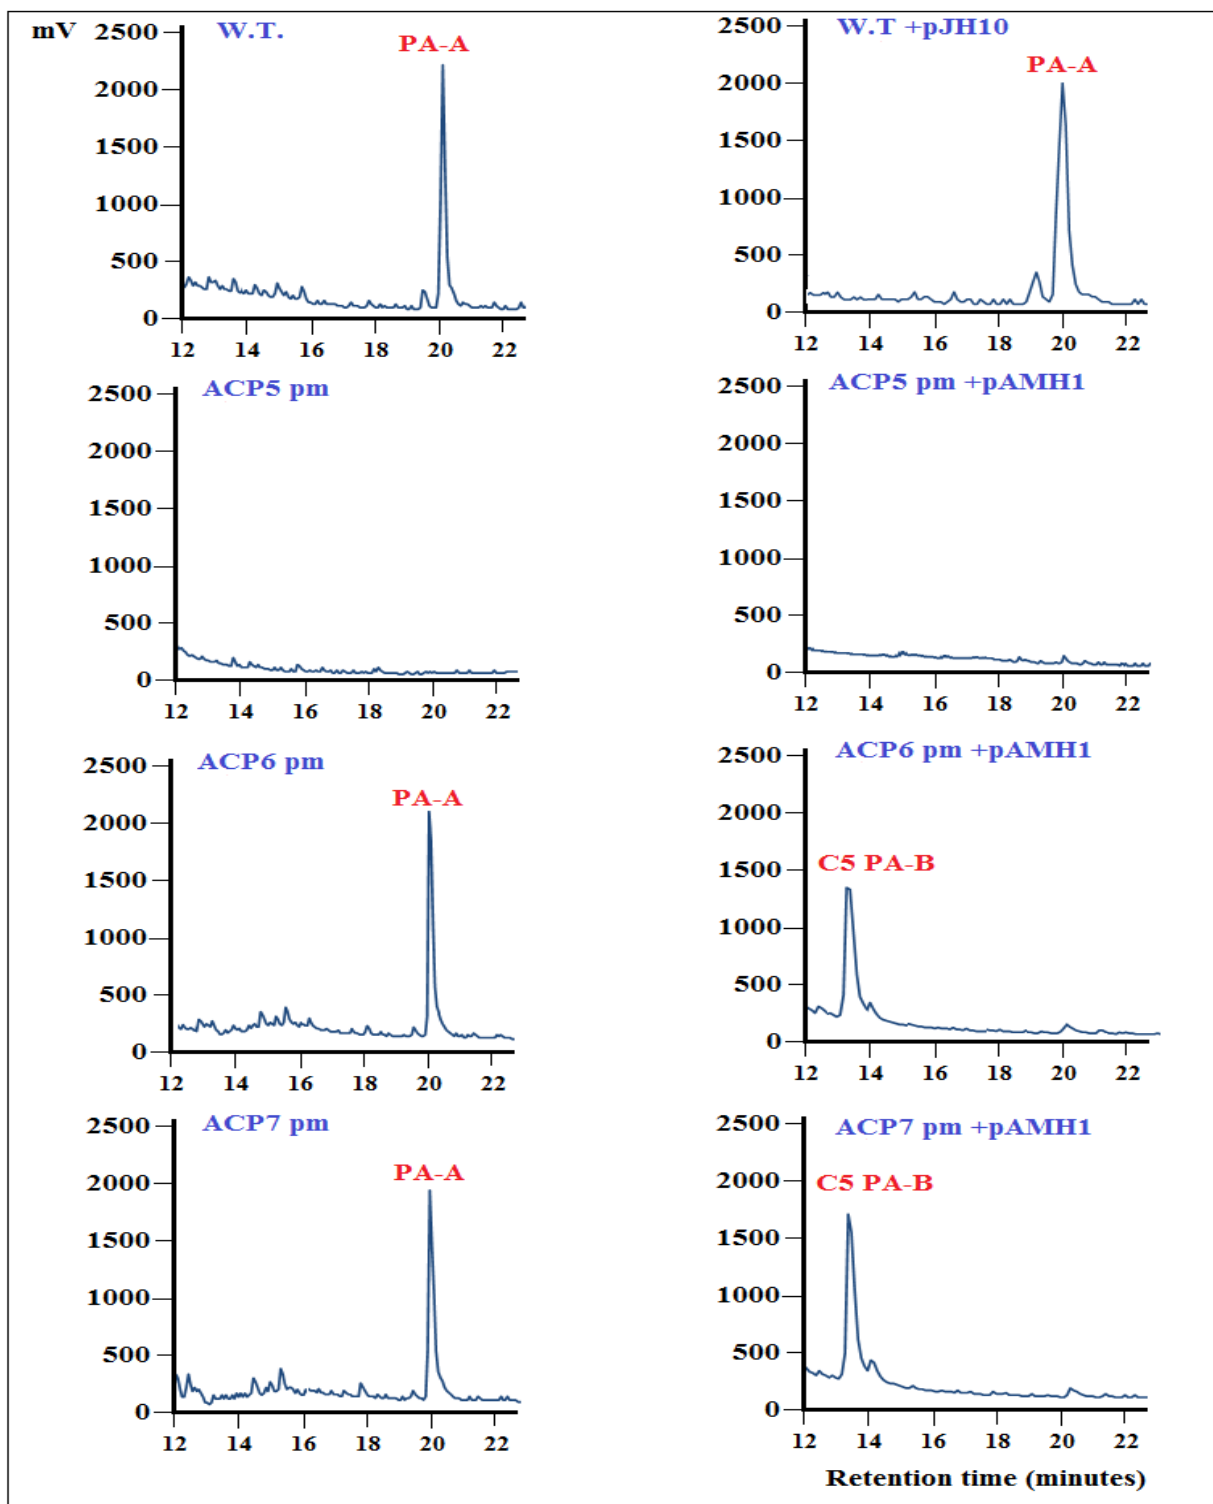 mV
W.T.
PA-A
2500
2000
1500
1000
500
0
12 14 16 18 20 22
W.T +pJH10
PA-A
2500
2000
1500
1000
500
0
12 14 16 18 20 22
ACP5 pm
2500
2000
1500
1000
500
0
12 14 16 18 20 22
ACP5 pm +pAMH1
2500
2000
1500
1000
500
0
12 14 16 18 20 22
ACP6 pm
PA-A
2500
2000
1500
1000
500
0
12 14 16 18 20 22
ACP6 pm +pAMH1
C5 PA-B
2500
2000
1500
1000
500
0
12 14 16 18 20 22
ACP7 pm
PA-A
2500
2000
1500
1000
500
0
12 14 16 18 20 22
ACP7 pm +pAMH1
C5 PA-B
2500
2000
1500
1000
500
0
12 14 16 18 20 22
Retention time (minutes)